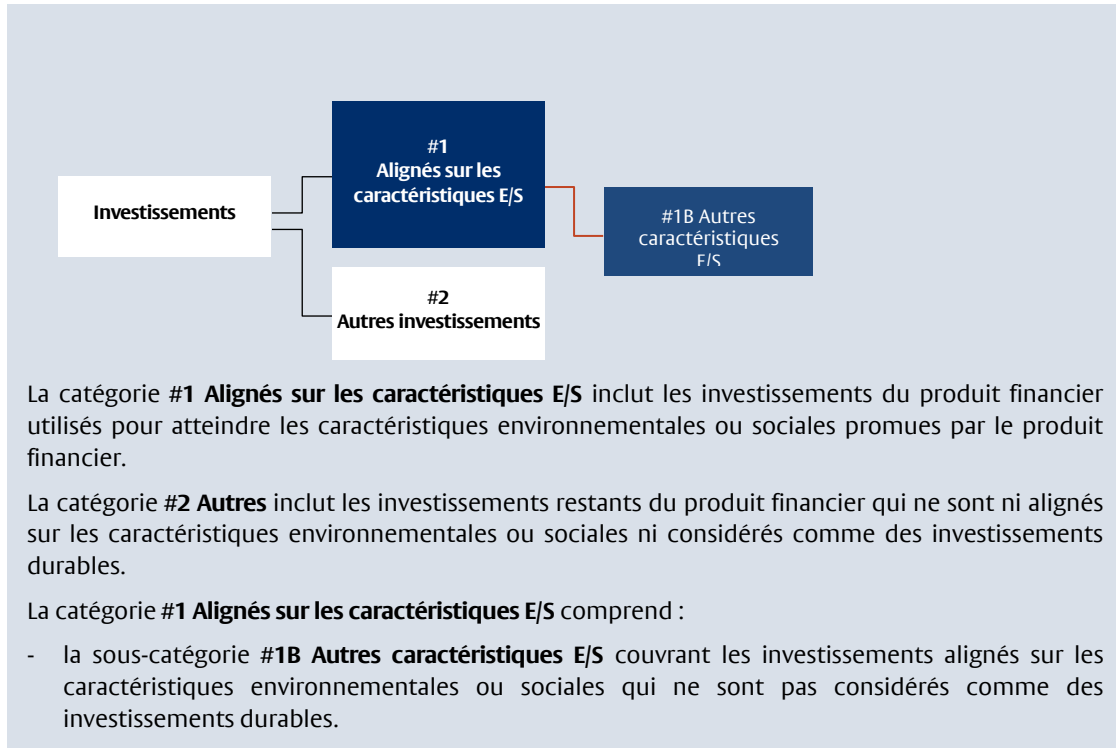 #1
Alignés sur les
caractéristiques E/S
Investissements
#1B Autres
caractéristiques
E/S
#2
Autres investissements
La catégorie #1 Alignés sur les caractéristiques E/S inclut les investissements du produit financier
utilisés pour atteindre les caractéristiques environnementales ou sociales promues par le produit
financier.
La catégorie #2 Autres inclut les investissements restants du produit financier qui ne sont ni alignés
sur les caractéristiques environnementales ou sociales ni considérés comme des investissements
durables.
La catégorie #1 Alignés sur les caractéristiques E/S comprend :
- la sous-catégorie #1B Autres caractéristiques E/S couvrant les investissements alignés sur les
caractéristiques environnementales ou sociales qui ne sont pas considérés comme des
investissements durables.